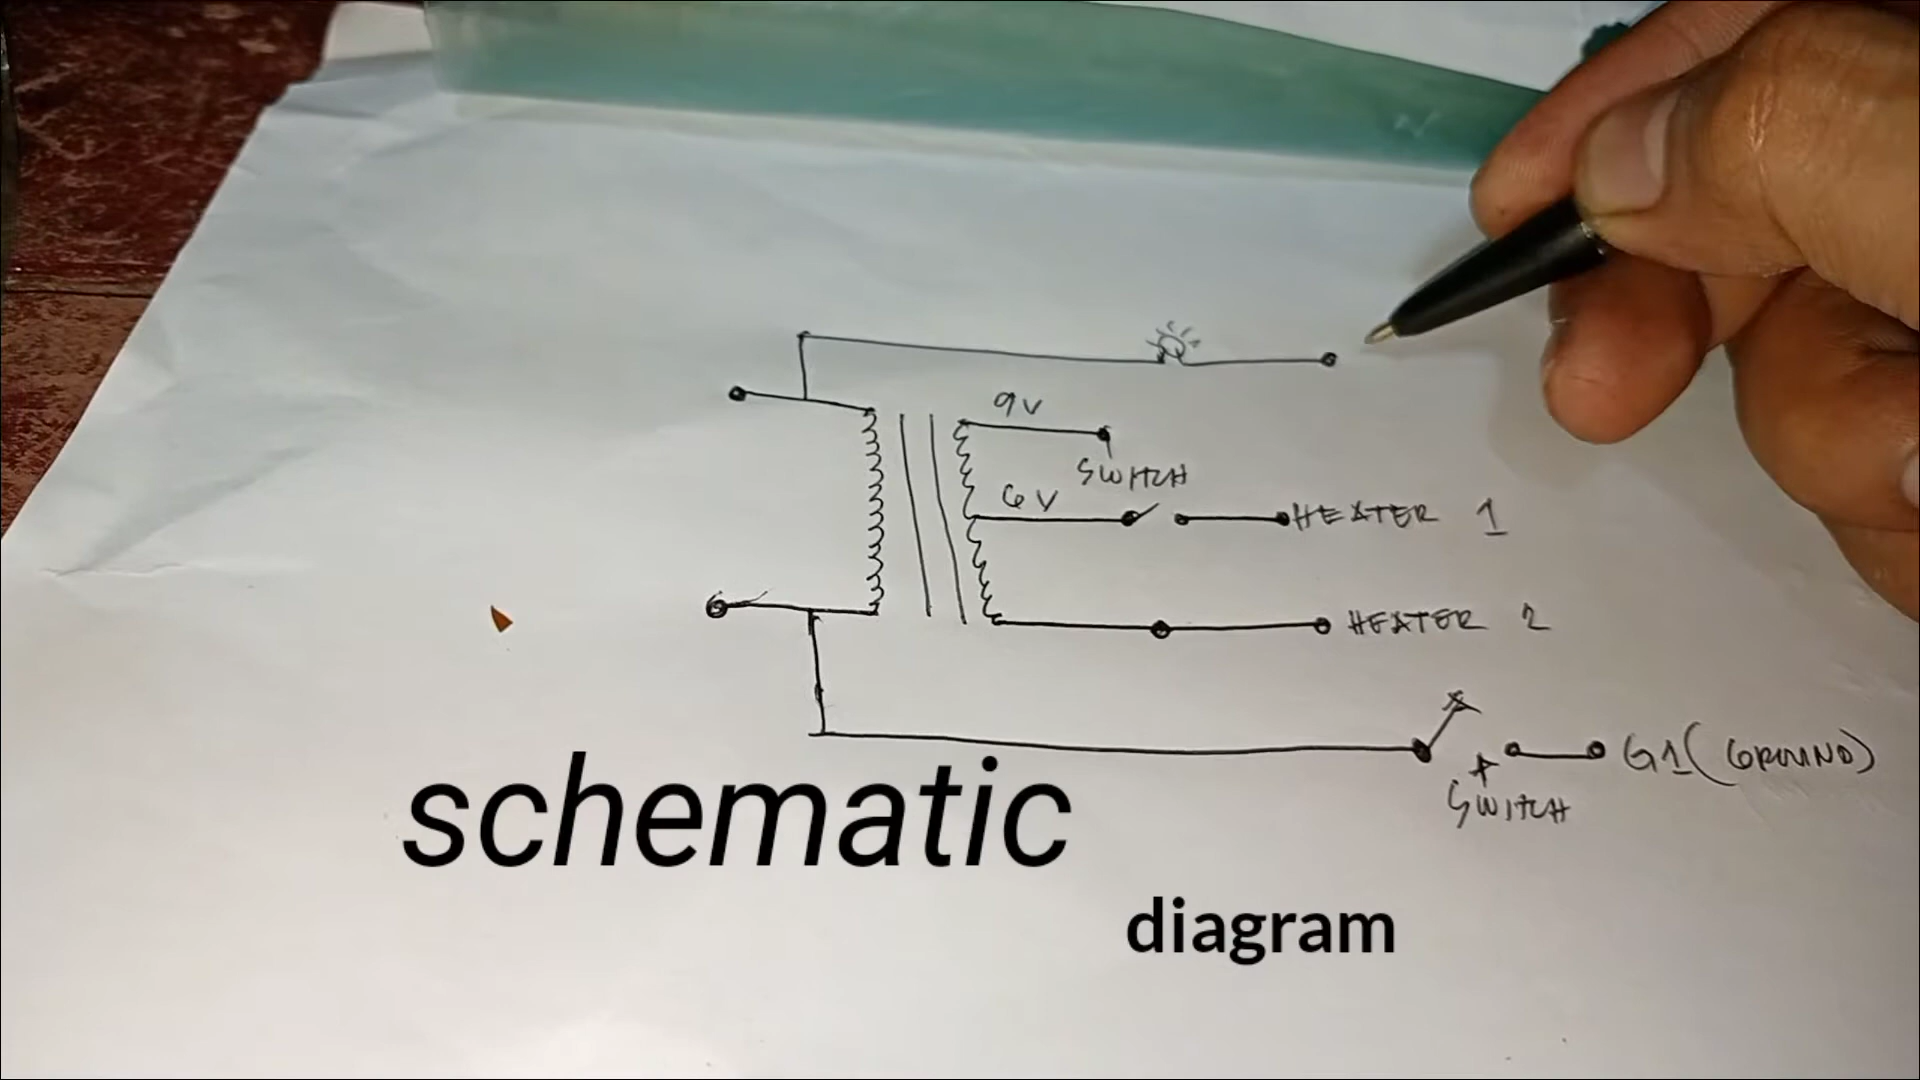 9V
SWITCH
6V
HEATER 1
HEATER 2
G1 (GROUND)
SWITCH
schematic
diagram